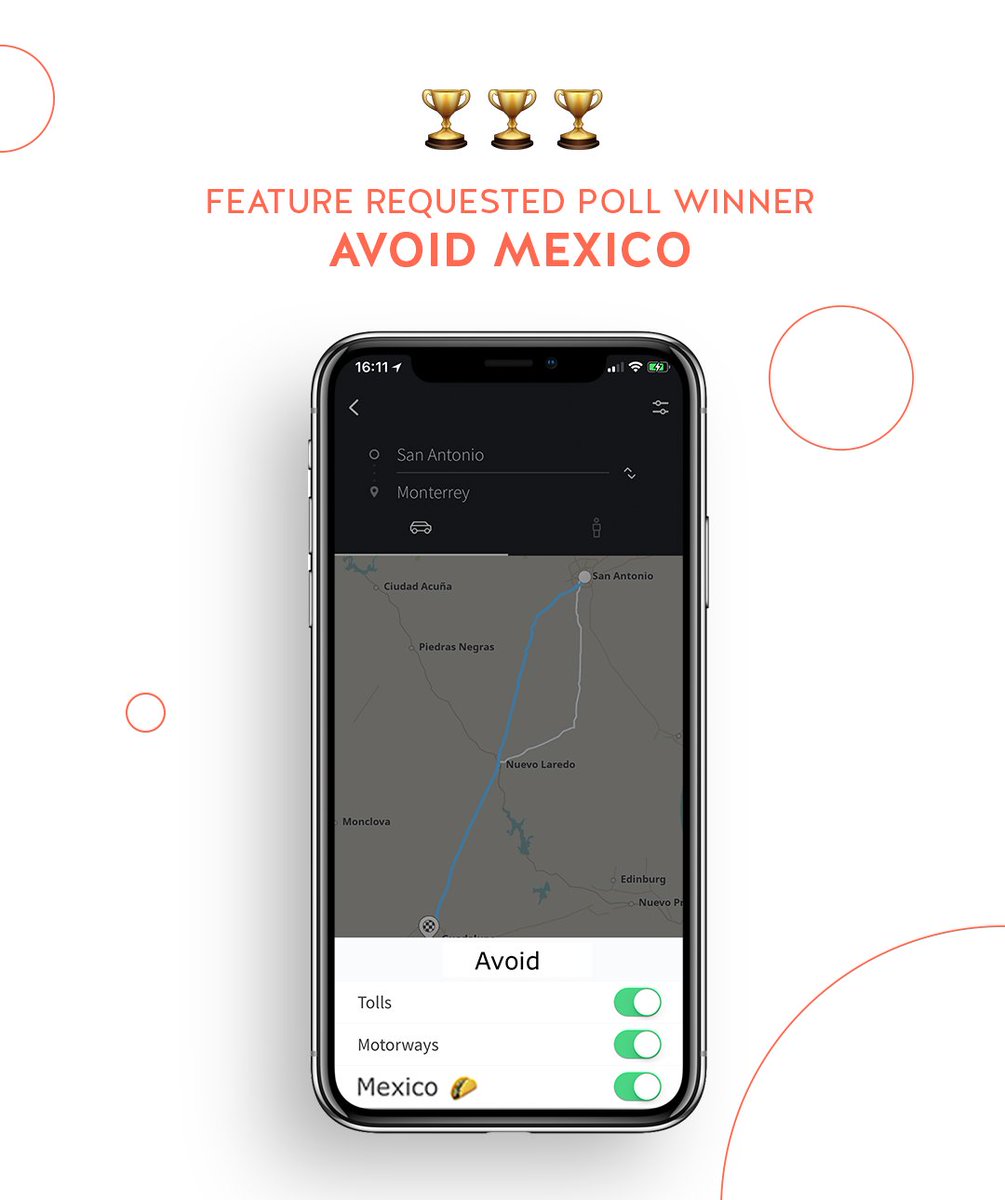 FEATURE REQUESTED POLL WINNER
AVOID MEXICO
16:11
San Antonio
Monterrey
San Antonio
Ciudad Acuña
Piedras Negras
Nuevo Laredo
Monclova
Edinburg
Nuevo Pr
Avoid
Tolls
Motorways
Mexico